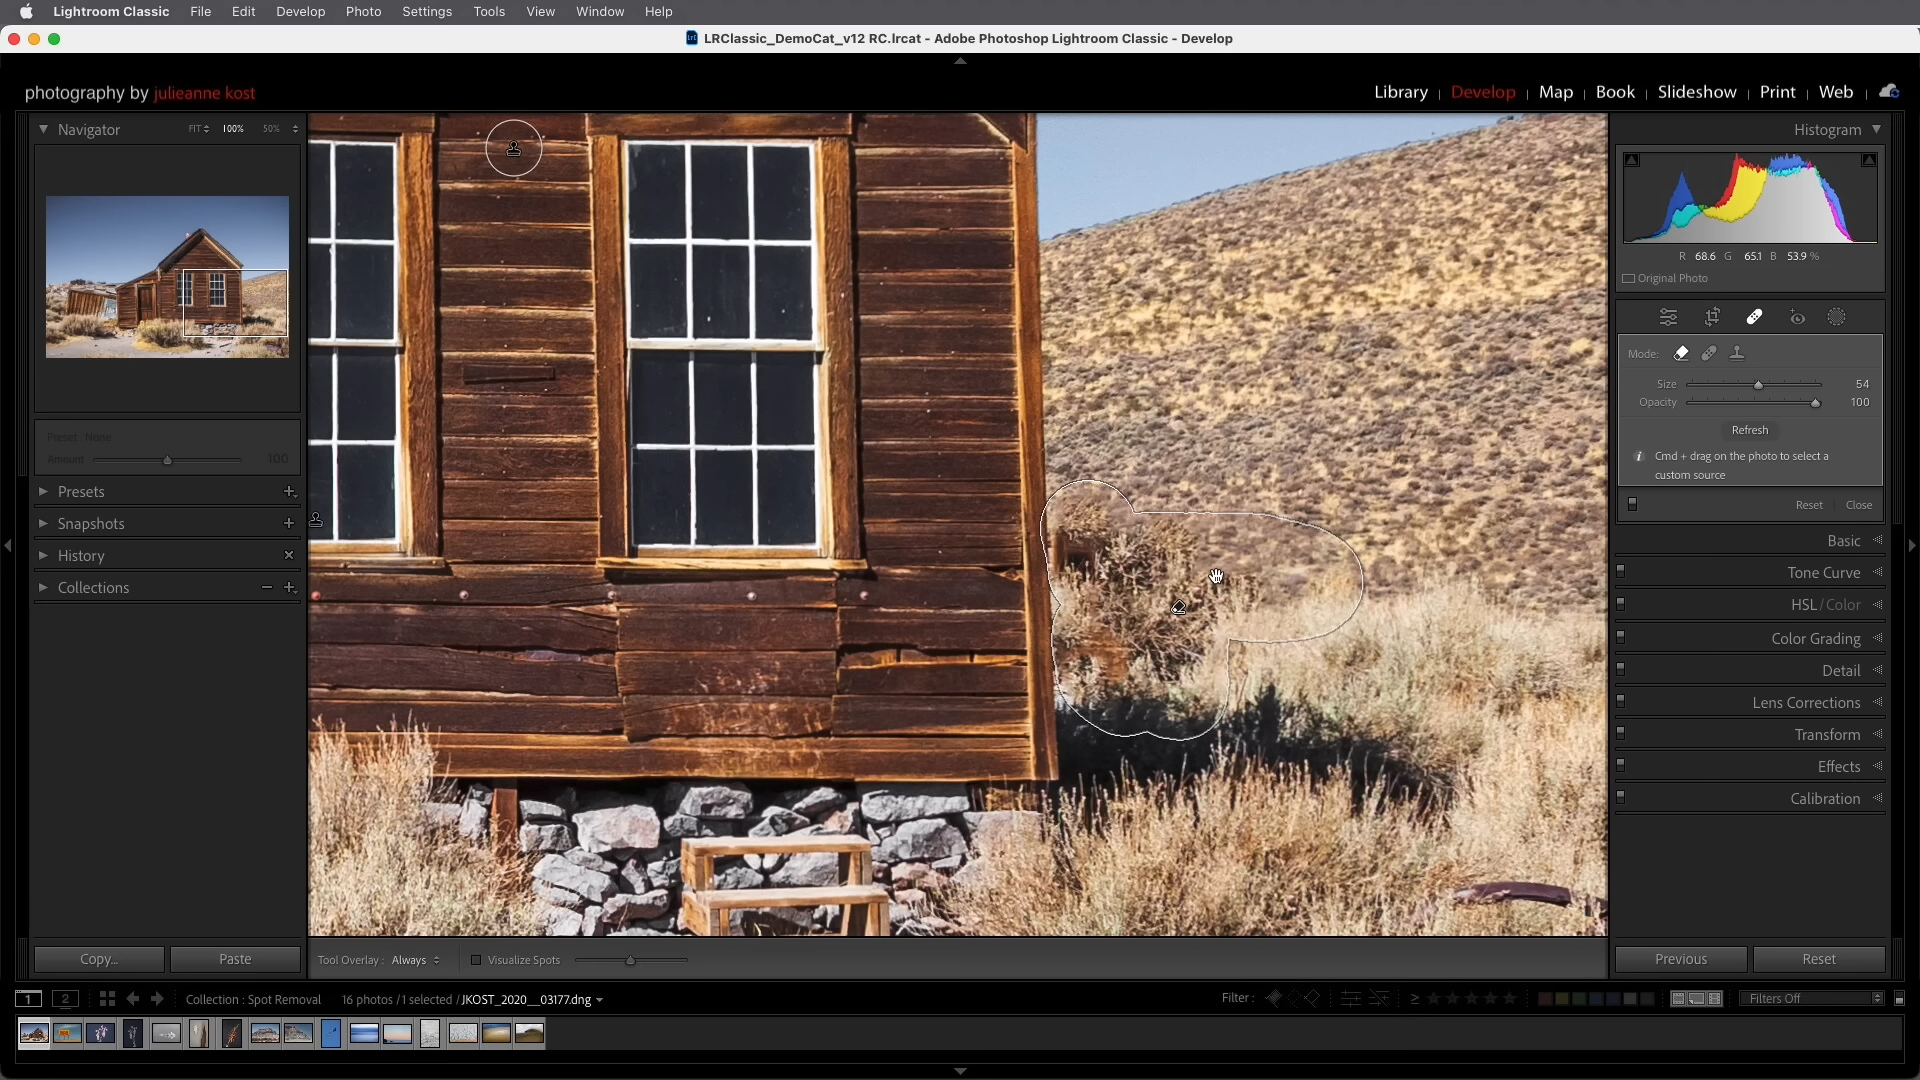 Lightroom Classic File Edit Develop Photo Settings Tools View Window Help
LrC LRClassic_DemoCat_v12 RC.lrcat - Adobe Photoshop Lightroom Classic - Develop
photography by julieanne kost
Library | Develop | Map | Book | Slideshow | Print | Web |
Navigator FIT 100% 50%
Preset : None
Amount 100
Presets
Snapshots
History
Collections
Copy... Paste
Histogram
R 68.6 G 65.1 B 53.9 %
Original Photo
Mode:
Size 54
Opacity 100
Refresh
i Cmd + drag on the photo to select a
custom source
Reset Close
Basic
Tone Curve
HSL / Color
Color Grading
Detail
Lens Corrections
Transform
Effects
Calibration
Previous Reset
Tool Overlay : Always Visualize Spots
1 2 Collection : Spot Removal 16 photos / 1 selected / JKOST_2020__03177.dng Filter : ≥ Filters Off